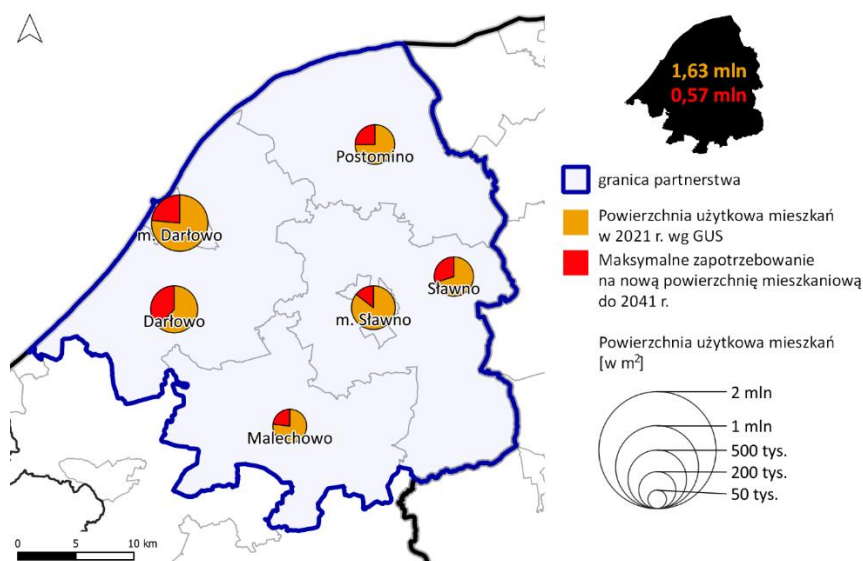 1,63 mln
0,57 mln
Postomino
m. Darłowo
Darłowo
Sławno
m. Sławno
Malechowo
0 5 10 km
granica partnerstwa
Powierzchnia użytkowa mieszkań
w 2021 r. wg GUS
Maksymalne zapotrzebowanie
na nową powierzchnię mieszkaniową
do 2041 r.
Powierzchnia użytkowa mieszkań
[w m²]
2 mln
1 mln
500 tys.
200 tys.
50 tys.